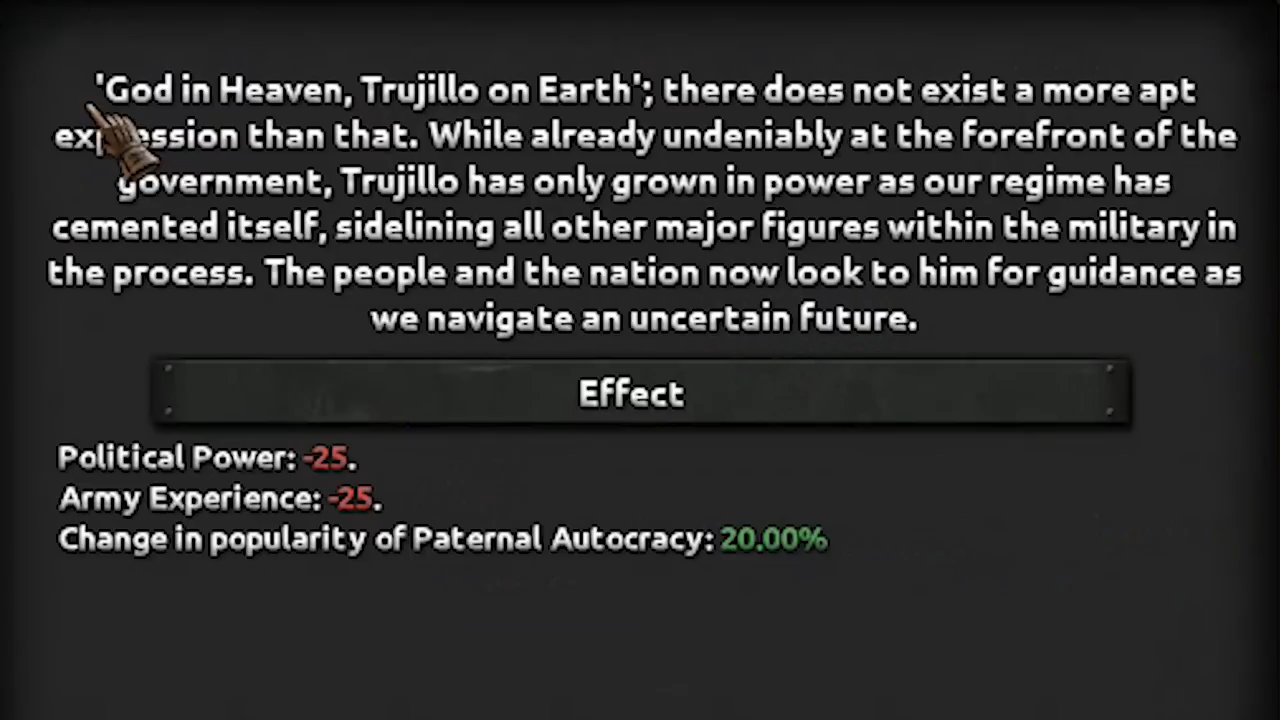 'God in Heaven, Trujillo on Earth'; there does not exist a more apt
expression than that. While already undeniably at the forefront of the
government, Trujillo has only grown in power as our regime has
cemented itself, sidelining all other major figures within the military in
the process. The people and the nation now look to him for guidance as
we navigate an uncertain future.
Effect
Political Power: -25.
Army Experience: -25.
Change in popularity of Paternal Autocracy: 20.00%